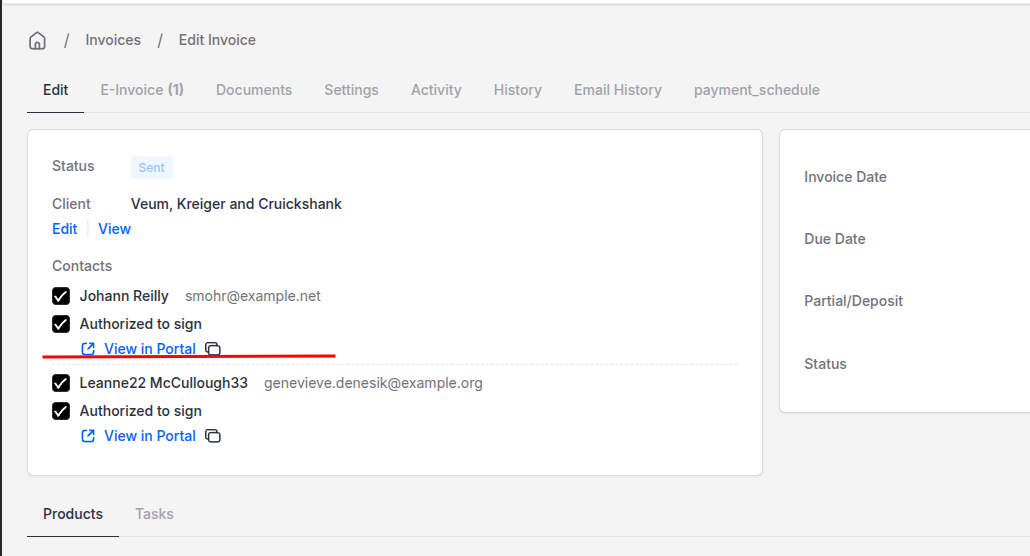 / Invoices / Edit Invoice
Edit E-Invoice (1) Documents Settings Activity History Email History payment_schedule
Status Sent
Client Veum, Kreiger and Cruickshank
Edit View
Contacts
Johann Reilly smohr@example.net
Authorized to sign
View in Portal
Leanne22 McCullough33 genevieve.denesik@example.org
Authorized to sign
View in Portal
Invoice Date
Due Date
Partial/Deposit
Status
Products Tasks